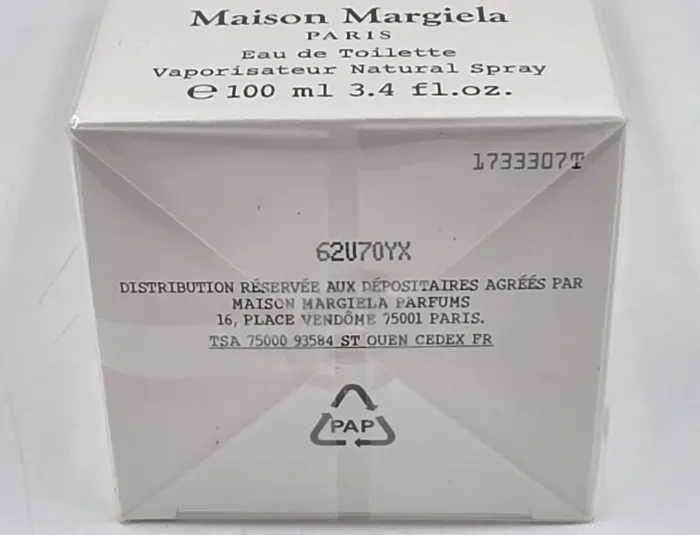 Maison Margiela
PARIS
Eau de Toilette
Vaporisateur Natural Spray
℮ 100 ml 3.4 fl.oz.
1733307T
62U70YX
DISTRIBUTION RÉSERVÉE AUX DÉPOSITAIRES AGRÉÉS PAR
MAISON MARGIELA PARFUMS
16, PLACE VENDÔME 75001 PARIS.
TSA 75000 93584 ST OUEN CEDEX FR
PAP